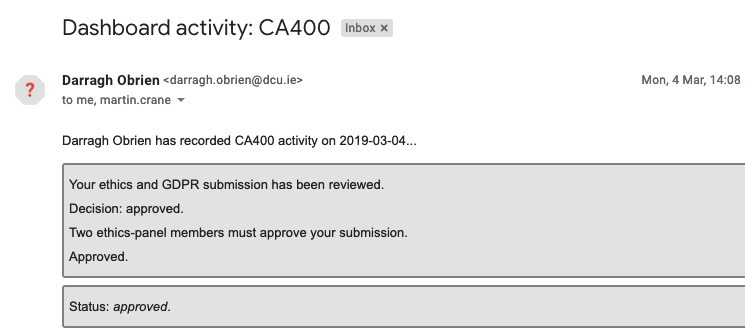 Dashboard activity: CA400 Inbox ×
Darragh Obrien <darragh.obrien@dcu.ie> Mon, 4 Mar, 14:08
?
to me, martin.crane
Darragh Obrien has recorded CA400 activity on 2019-03-04...
Your ethics and GDPR submission has been reviewed.
Decision: approved.
Two ethics-panel members must approve your submission.
Approved.
Status: approved.